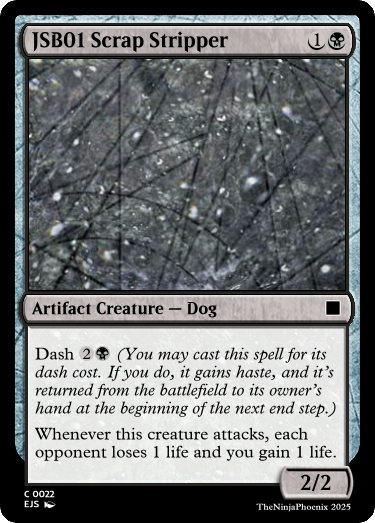 JSB01 Scrap Stripper 1
Artifact Creature — Dog
Dash 2 (You may cast this spell for its
dash cost. If you do, it gains haste, and it's
returned from the battlefield to its owner's
hand at the beginning of the next end step.)
Whenever this creature attacks, each
opponent loses 1 life and you gain 1 life.
2/2
C 0022
EJS
TheNinjaPhoenix 2025